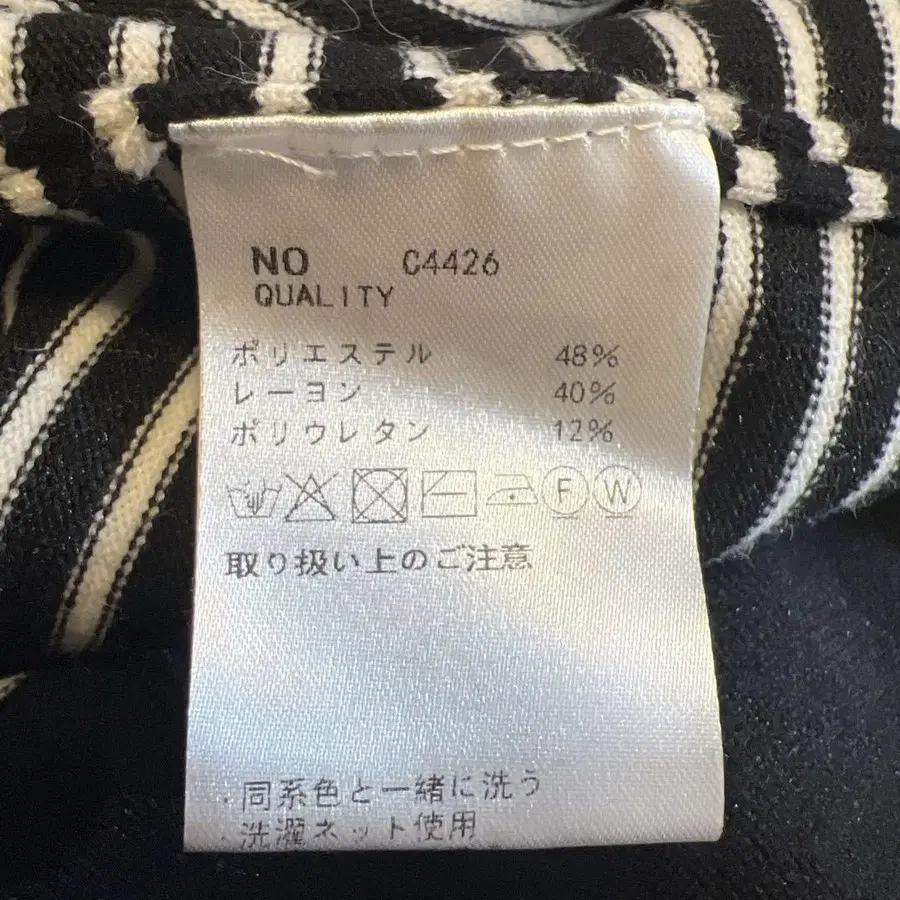 NO C4426
QUALITY
ポリエステル 48%
レーヨン 40%
ポリウレタン 12%
F W
取り扱い上のご注意
・同系色と一緒に洗う
・洗濯ネット使用